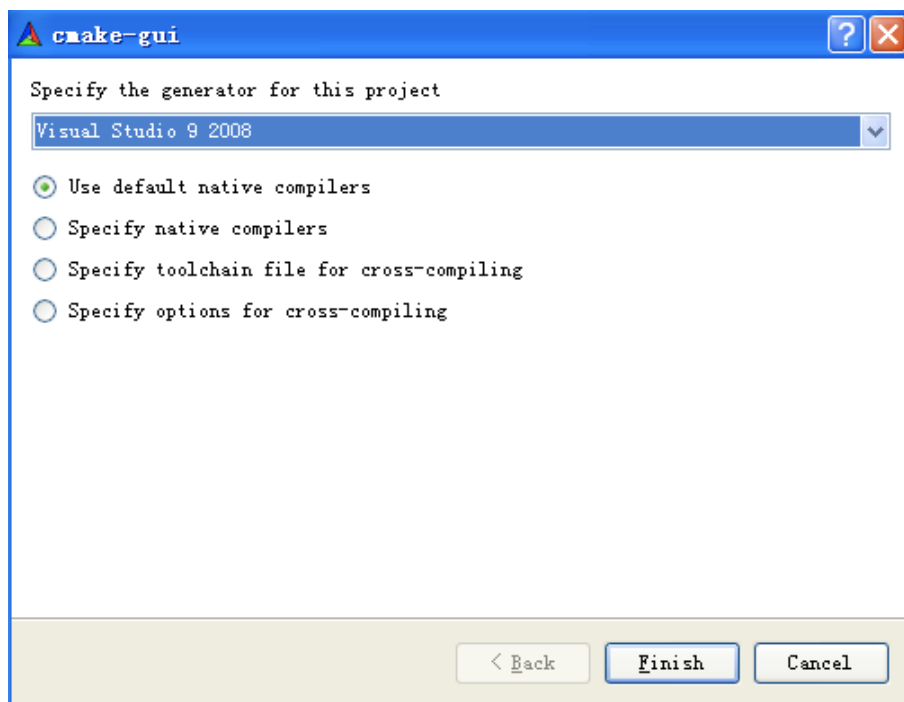 cmake-gui
Specify the generator for this project
Visual Studio 9 2008
Use default native compilers
Specify native compilers
Specify toolchain file for cross-compiling
Specify options for cross-compiling
< Back Finish Cancel